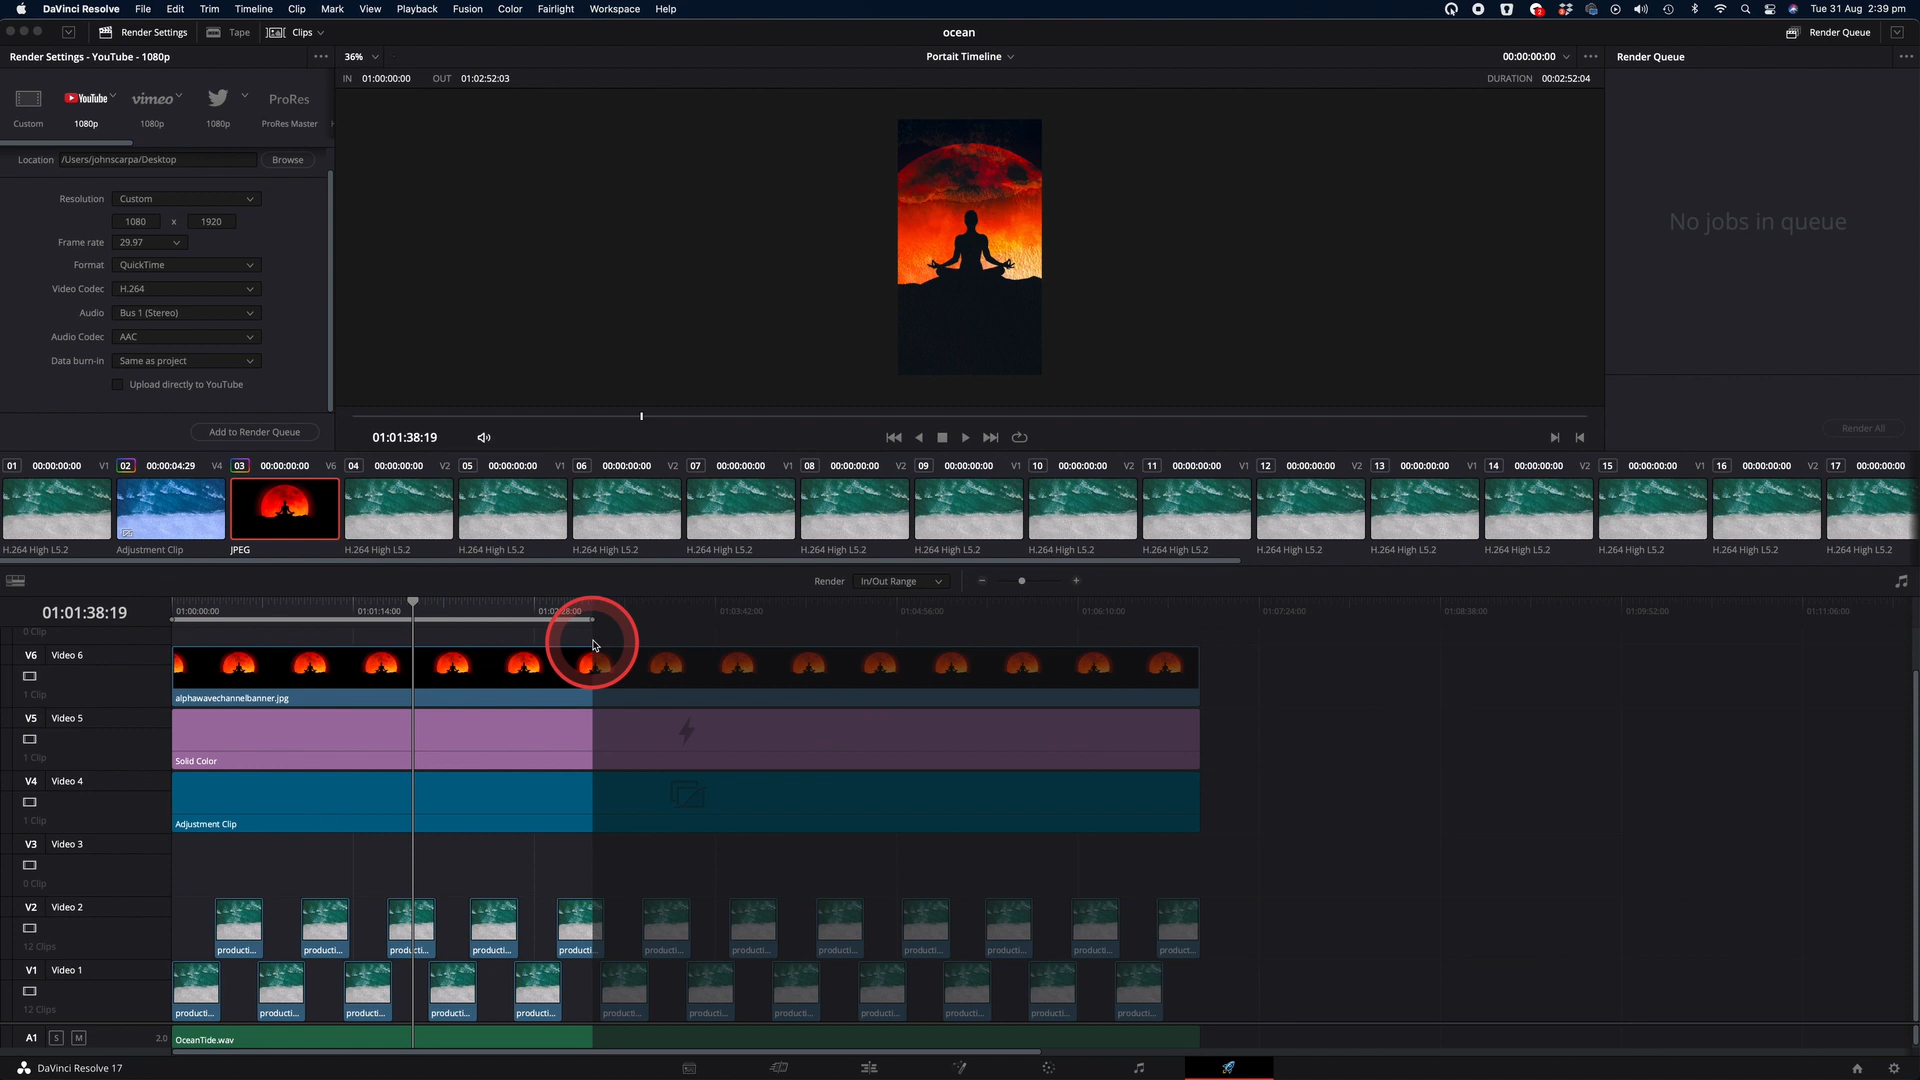 DaVinci Resolve File Edit Trim Timeline Clip Mark View Playback Fusion Color Fairlight Workspace Help Tue 31 Aug 2:39 pm
Render Settings Tape Clips ocean Render Queue
Render Settings - YouTube - 1080p 36% Portait Timeline 00:00:00:00 Render Queue
IN 01:00:00:00 OUT 01:02:52:03 DURATION 00:02:52:04
YouTube vimeo ProRes
Custom 1080p 1080p 1080p ProRes Master
Location /Users/johnscarpa/Desktop Browse
Resolution Custom
1080 x 1920
Frame rate 29.97
Format QuickTime
Video Codec H.264
Audio Bus 1 (Stereo)
Audio Codec AAC
Data burn-in Same as project
Upload directly to YouTube
Add to Render Queue
No jobs in queue
Render All
01:01:38:19
01 00:00:00:00 V1 02 00:00:04:29 V4 03 00:00:00:00 V6 04 00:00:00:00 V2 05 00:00:00:00 V1 06 00:00:00:00 V2 07 00:00:00:00 V1 08 00:00:00:00 V2 09 00:00:00:00 V1 10 00:00:00:00 V2 11 00:00:00:00 V1 12 00:00:00:00 V2 13 00:00:00:00 V1 14 00:00:00:00 V2 15 00:00:00:00 V1 16 00:00:00:00 V2 17 00:00:00:00
H.264 High L5.2 Adjustment Clip JPEG H.264 High L5.2 H.264 High L5.2 H.264 High L5.2 H.264 High L5.2 H.264 High L5.2 H.264 High L5.2 H.264 High L5.2 H.264 High L5.2 H.264 High L5.2 H.264 High L5.2 H.264 High L5.2 H.264 High L5.2 H.264 High L5.2 H.264 High L5.2
Render In/Out Range
01:01:38:19 01:00:00:00 01:01:14:00 01:02:28:00 01:03:42:00 01:04:56:00 01:06:10:00 01:07:24:00 01:08:38:00 01:09:52:00 01:11:06:00
0 Clip
V6 Video 6
1 Clip alphawavechannelbanner.jpg
V5 Video 5
1 Clip Solid Color
V4 Video 4
1 Clip Adjustment Clip
V3 Video 3
0 Clip
V2 Video 2
12 Clips producti... producti... producti... producti... producti... producti... producti... producti... producti... producti... producti... product...
V1 Video 1
12 Clips producti... producti... producti... producti... producti... producti... producti... producti... producti... producti... producti... producti...
A1 S M 2.0 OceanTide.wav
DaVinci Resolve 17